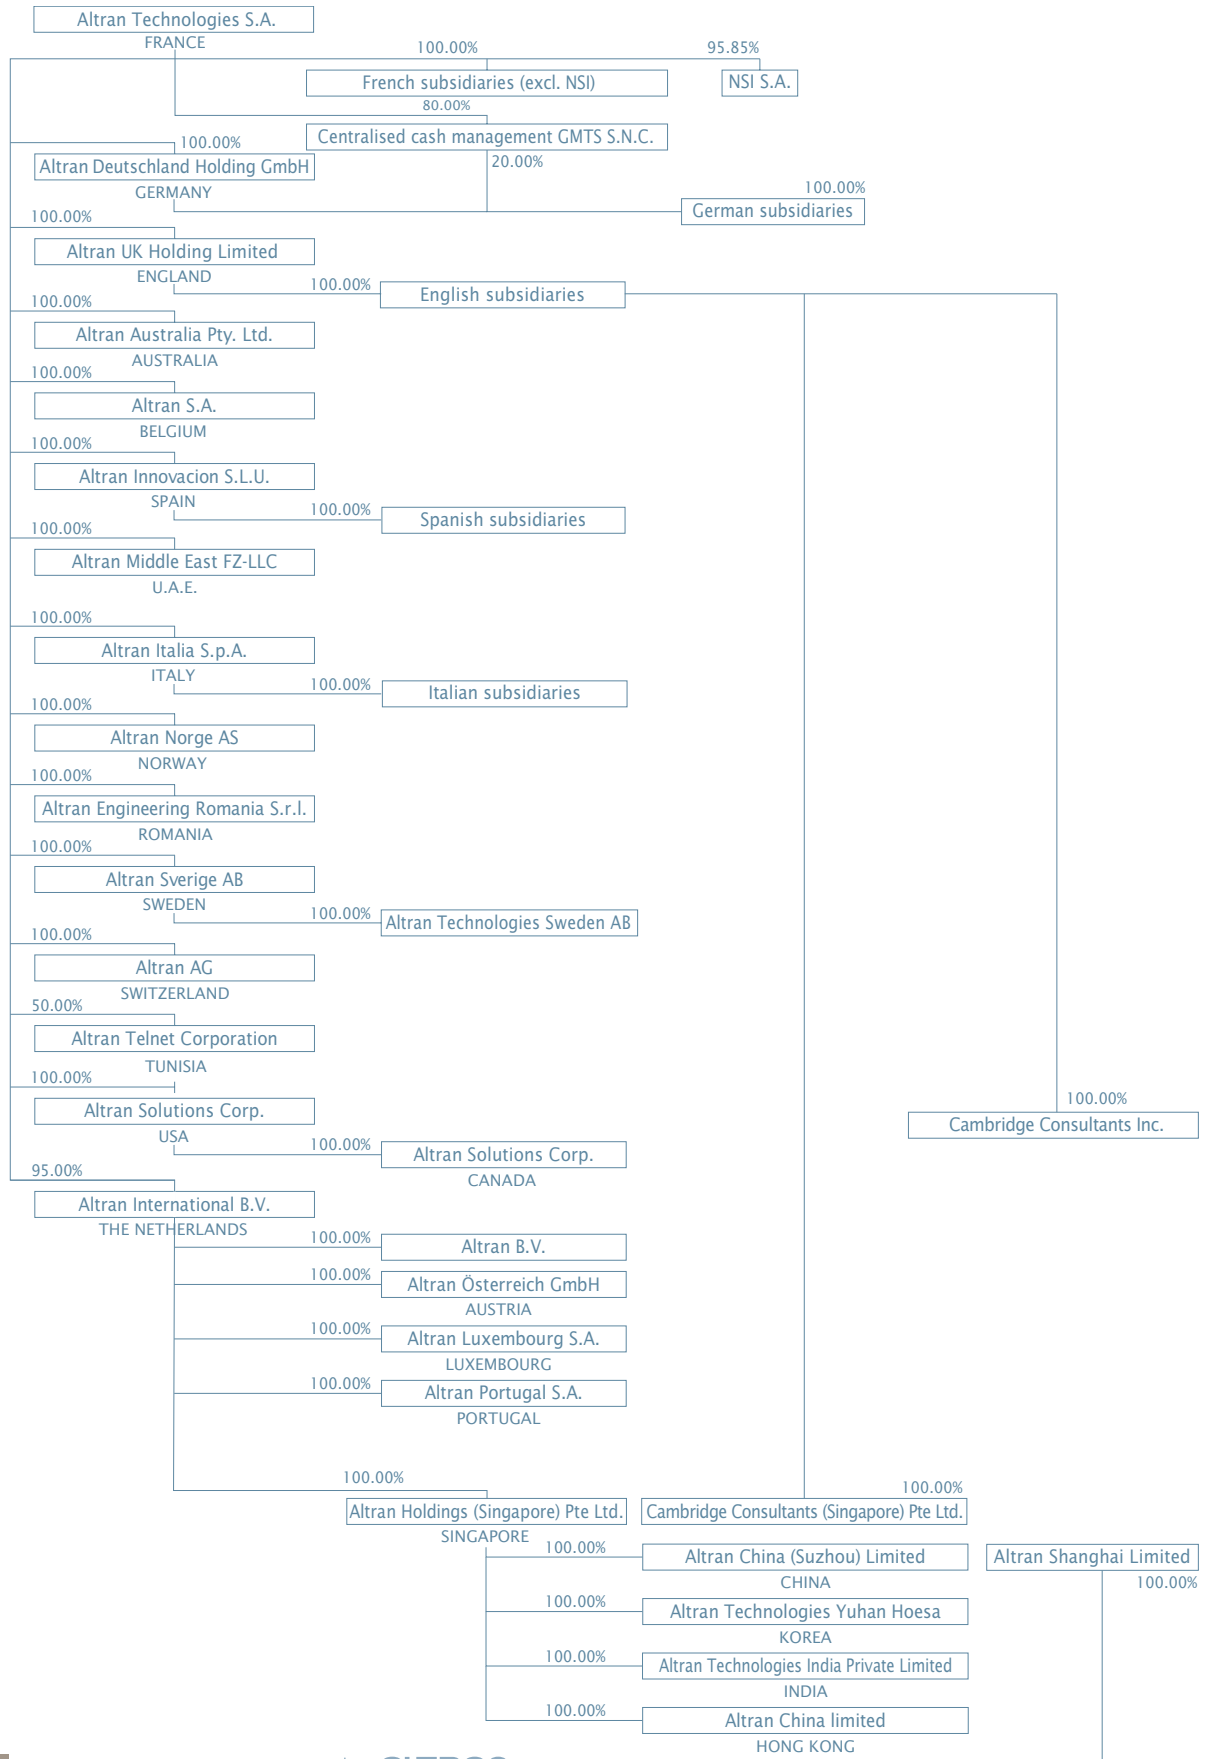 Altran Technologies S.A.
FRANCE
100.00%
95.85%
French subsidiaries (excl. NSI)
NSI S.A.
80.00%
Centralised cash management GMTS S.N.C.
100.00%
20.00%
Altran Deutschland Holding GmbH
GERMANY
100.00%
German subsidiaries
100.00%
Altran UK Holding Limited
ENGLAND
100.00%
English subsidiaries
100.00%
Altran Australia Pty. Ltd.
AUSTRALIA
100.00%
Altran S.A.
BELGIUM
100.00%
Altran Innovacion S.L.U.
SPAIN
100.00%
Spanish subsidiaries
100.00%
Altran Middle East FZ-LLC
U.A.E.
100.00%
Altran Italia S.p.A.
ITALY
100.00%
Italian subsidiaries
100.00%
Altran Norge AS
NORWAY
100.00%
Altran Engineering Romania S.r.l.
ROMANIA
100.00%
Altran Sverige AB
SWEDEN
100.00%
Altran Technologies Sweden AB
100.00%
Altran AG
SWITZERLAND
50.00%
Altran Telnet Corporation
TUNISIA
100.00%
Altran Solutions Corp.
USA
100.00%
Cambridge Consultants Inc.
100.00%
Altran Solutions Corp.
CANADA
95.00%
Altran International B.V.
THE NETHERLANDS
100.00%
Altran B.V.
100.00%
Altran Österreich GmbH
AUSTRIA
100.00%
Altran Luxembourg S.A.
LUXEMBOURG
100.00%
Altran Portugal S.A.
PORTUGAL
100.00%
100.00%
Altran Holdings (Singapore) Pte Ltd.
Cambridge Consultants (Singapore) Pte Ltd.
SINGAPORE
100.00%
Altran China (Suzhou) Limited
Altran Shanghai Limited
CHINA
100.00%
100.00%
Altran Technologies Yuhan Hoesa
KOREA
100.00%
Altran Technologies India Private Limited
INDIA
100.00%
Altran China limited
HONG KONG